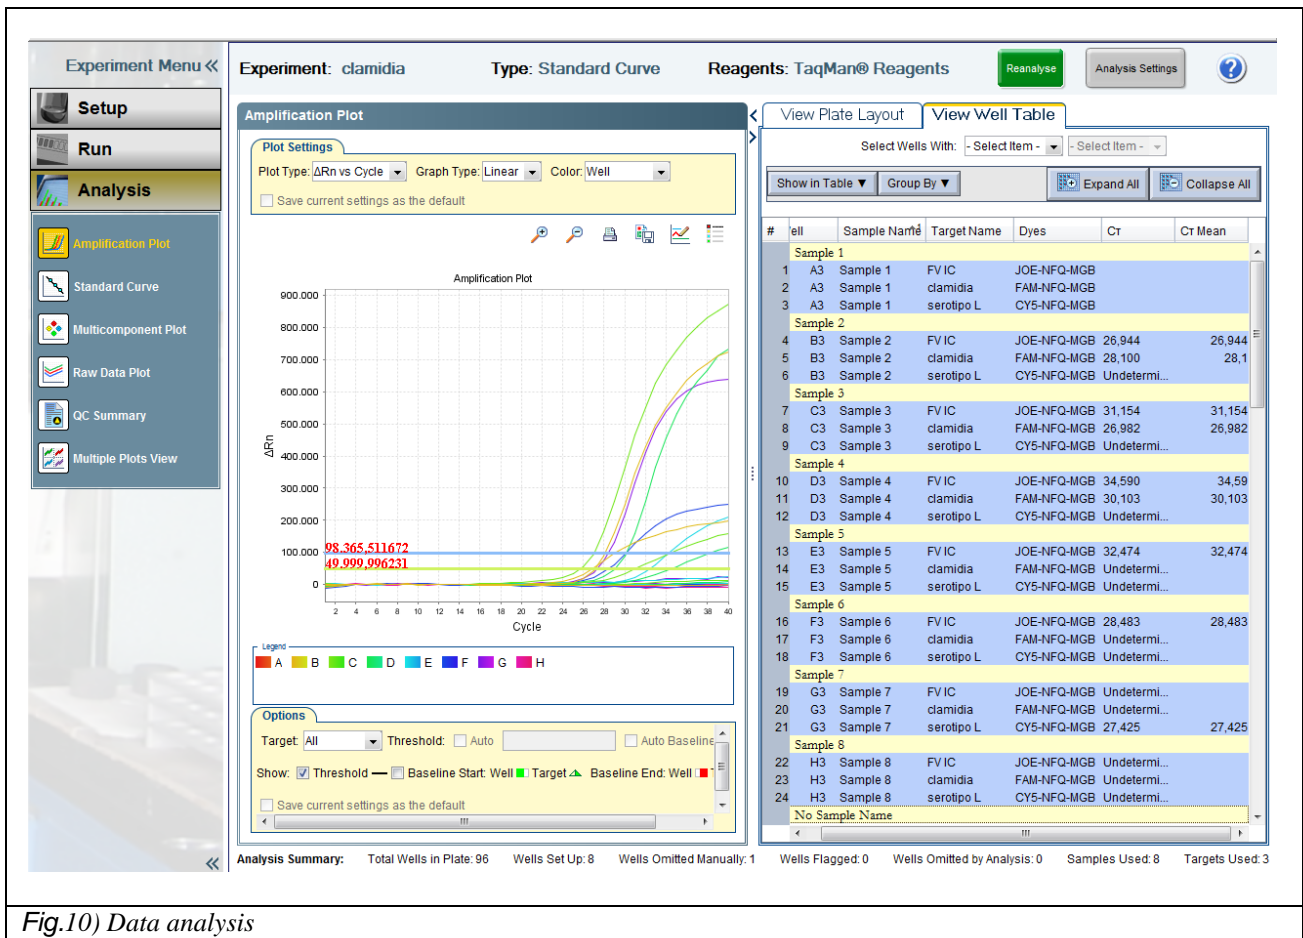 Experiment Menu «
Experiment: clamidia Type: Standard Curve Reagents: TaqMan® Reagents Reanalyse Analysis Settings ?
Setup
Run
Analysis
Amplification Plot
Standard Curve
Multicomponent Plot
Raw Data Plot
QC Summary
Multiple Plots View
«
Amplification Plot
Plot Settings
Plot Type: ΔRn vs Cycle Graph Type: Linear Color: Well
Save current settings as the default
Amplification Plot
900.000
800.000
700.000
600.000
500.000
400.000
300.000
200.000
100.000
0
ΔRn
98.365,511672
49.999,996231
2 4 6 8 10 12 14 16 18 20 22 24 26 28 30 32 34 36 38 40
Cycle
Legend
A B C D E F G H
Options
Target: All Threshold: Auto Auto Baseline
Show: Threshold Baseline Start: Well Target Baseline End: Well
Save current settings as the default
View Plate Layout View Well Table
Select Wells With: - Select Item - - Select Item -
Show in Table ▼ Group By ▼ Expand All Collapse All
# Sample Name Target Name Dyes Cт Cт Mean
Sample 1
1 A3 Sample 1 FV IC JOE-NFQ-MGB
2 A3 Sample 1 clamidia FAM-NFQ-MGB
3 A3 Sample 1 serotipo L CY5-NFQ-MGB
Sample 2
4 B3 Sample 2 FV IC JOE-NFQ-MGB 26,944 26,944
5 B3 Sample 2 clamidia FAM-NFQ-MGB 28,100 28,1
6 B3 Sample 2 serotipo L CY5-NFQ-MGB Undetermi...
Sample 3
7 C3 Sample 3 FV IC JOE-NFQ-MGB 31,154 31,154
8 C3 Sample 3 clamidia FAM-NFQ-MGB 26,982 26,982
9 C3 Sample 3 serotipo L CY5-NFQ-MGB Undetermi...
Sample 4
10 D3 Sample 4 FV IC JOE-NFQ-MGB 34,590 34,59
11 D3 Sample 4 clamidia FAM-NFQ-MGB 30,103 30,103
12 D3 Sample 4 serotipo L CY5-NFQ-MGB Undetermi...
Sample 5
13 E3 Sample 5 FV IC JOE-NFQ-MGB 32,474 32,474
14 E3 Sample 5 clamidia FAM-NFQ-MGB Undetermi...
15 E3 Sample 5 serotipo L CY5-NFQ-MGB Undetermi...
Sample 6
16 F3 Sample 6 FV IC JOE-NFQ-MGB 28,483 28,483
17 F3 Sample 6 clamidia FAM-NFQ-MGB Undetermi...
18 F3 Sample 6 serotipo L CY5-NFQ-MGB Undetermi...
Sample 7
19 G3 Sample 7 FV IC JOE-NFQ-MGB Undetermi...
20 G3 Sample 7 clamidia FAM-NFQ-MGB Undetermi...
21 G3 Sample 7 serotipo L CY5-NFQ-MGB 27,425 27,425
Sample 8
22 H3 Sample 8 FV IC JOE-NFQ-MGB Undetermi...
23 H3 Sample 8 clamidia FAM-NFQ-MGB Undetermi...
24 H3 Sample 8 serotipo L CY5-NFQ-MGB Undetermi...
No Sample Name
Analysis Summary: Total Wells in Plate: 96 Wells Set Up: 8 Wells Omitted Manually: 1 Wells Flagged: 0 Wells Omitted by Analysis: 0 Samples Used: 8 Targets Used: 3
Fig.10) Data analysis